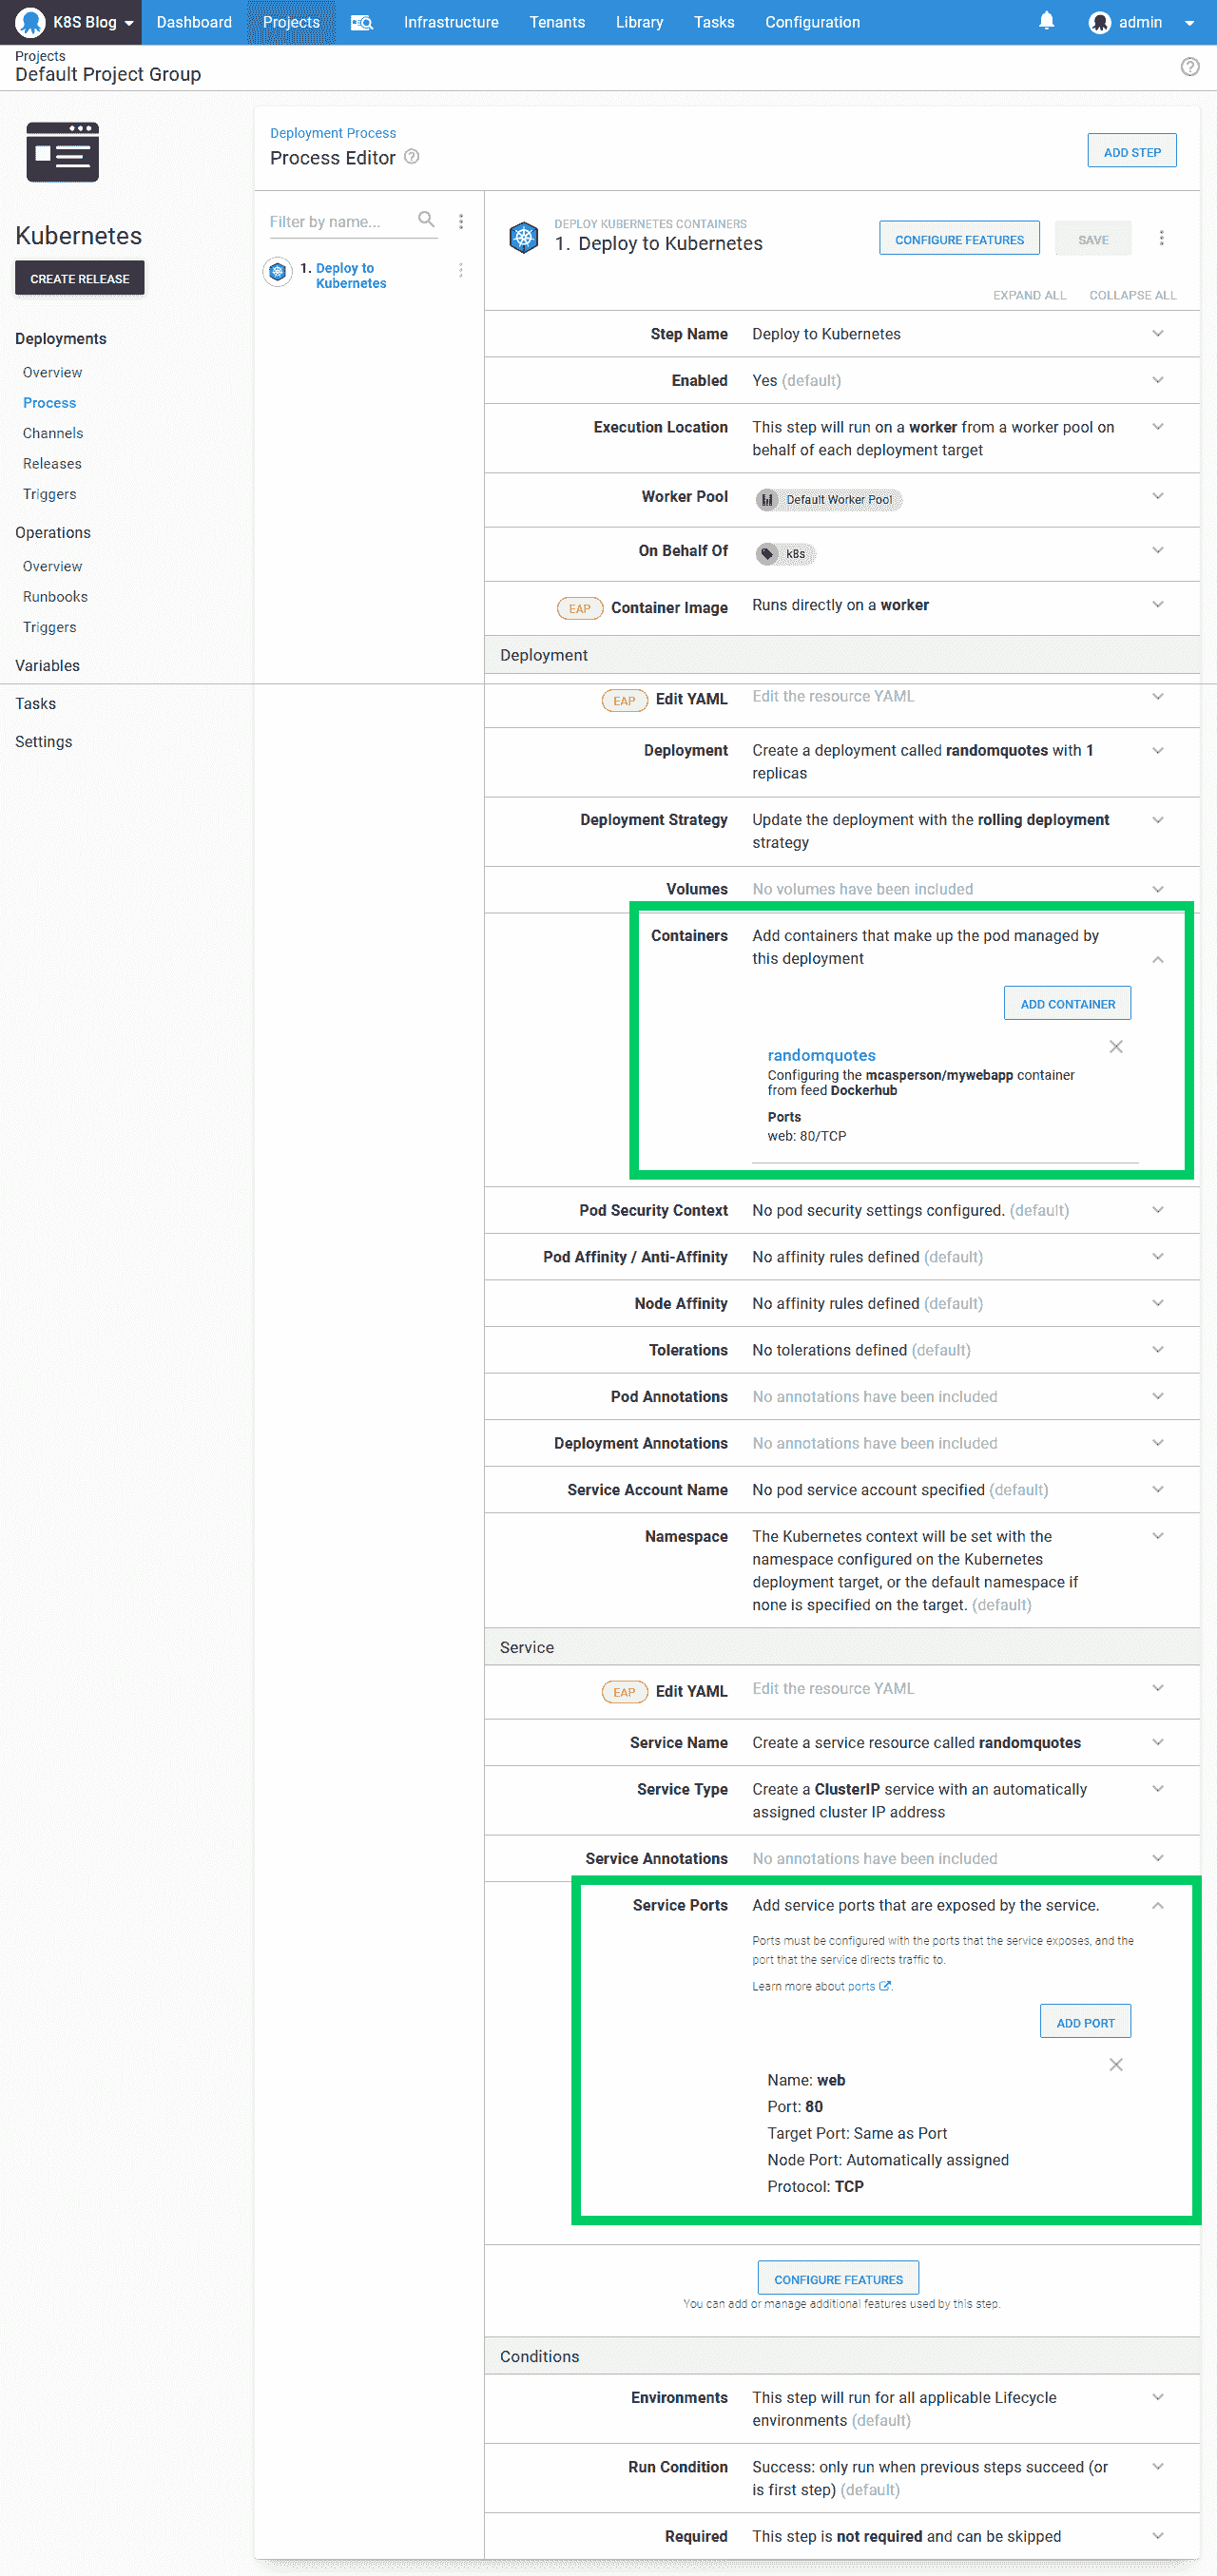 K8S Blog
Dashboard
Projects
Infrastructure
Tenants
Library
Tasks
Configuration
admin
Projects
Default Project Group
Kubernetes
CREATE RELEASE
Deployments
Overview
Process
Channels
Releases
Triggers
Operations
Overview
Runbooks
Triggers
Variables
Tasks
Settings
Deployment Process
Process Editor
ADD STEP
Filter by name...
1. Deploy to
Kubernetes
DEPLOY KUBERNETES CONTAINERS
1. Deploy to Kubernetes
CONFIGURE FEATURES
SAVE
EXPAND ALL
COLLAPSE ALL
Step Name
Deploy to Kubernetes
Enabled
Yes (default)
Execution Location
This step will run on a worker from a worker pool on
behalf of each deployment target
Worker Pool
Default Worker Pool
On Behalf Of
k8s
EAP
Container Image
Runs directly on a worker
Deployment
EAP
Edit YAML
Edit the resource YAML
Deployment
Create a deployment called randomquotes with 1
replicas
Deployment Strategy
Update the deployment with the rolling deployment
strategy
Volumes
No volumes have been included
Containers
Add containers that make up the pod managed by
this deployment
ADD CONTAINER
randomquotes
Configuring the mcasperson/mywebapp container
from feed Dockerhub
Ports
web: 80/TCP
Pod Security Context
No pod security settings configured. (default)
Pod Affinity / Anti-Affinity
No affinity rules defined (default)
Node Affinity
No affinity rules defined (default)
Tolerations
No tolerations defined (default)
Pod Annotations
No annotations have been included
Deployment Annotations
No annotations have been included
Service Account Name
No pod service account specified (default)
Namespace
The Kubernetes context will be set with the
namespace configured on the Kubernetes
deployment target, or the default namespace if
none is specified on the target. (default)
Service
EAP
Edit YAML
Edit the resource YAML
Service Name
Create a service resource called randomquotes
Service Type
Create a ClusterIP service with an automatically
assigned cluster IP address
Service Annotations
No annotations have been included
Service Ports
Add service ports that are exposed by the service.
Ports must be configured with the ports that the service exposes, and the
port that the service directs traffic to.
Learn more about ports.
ADD PORT
Name: web
Port: 80
Target Port: Same as Port
Node Port: Automatically assigned
Protocol: TCP
CONFIGURE FEATURES
You can add or manage additional features used by this step.
Conditions
Environments
This step will run for all applicable Lifecycle
environments (default)
Run Condition
Success: only run when previous steps succeed (or
is first step) (default)
Required
This step is not required and can be skipped